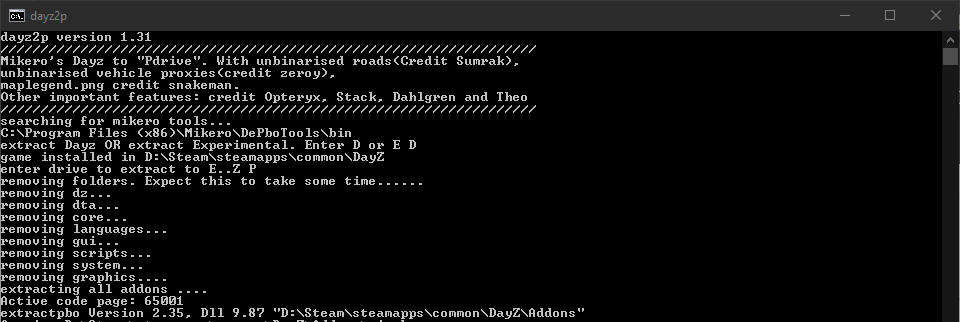 dayz2p
dayz2p version 1.31
///////////////////////////////////////////////////////////////////
Mikero's Dayz to "Pdrive". With unbinarised roads(Credit Sumrak),
unbinarised vehicle proxies(credit zeroy),
maplegend.png credit snakeman.
Other important features: credit Opteryx, Stack, Dahlgren and Theo
///////////////////////////////////////////////////////////////////
searching for mikero tools...
C:\Program Files (x86)\Mikero\DePboTools\bin
extract Dayz OR extract Experimental. Enter D or E D
game installed in D:\Steam\steamapps\common\DayZ
enter drive to extract to E..Z P
removing folders. Expect this to take some time......
removing dz...
removing dta...
removing core...
removing languages...
removing gui...
removing scripts...
removing system...
removing graphics....
extracting all addons ....
Active code page: 65001
extractpbo Version 2.35, Dll 9.87 "D:\Steam\steamapps\common\DayZ\Addons"